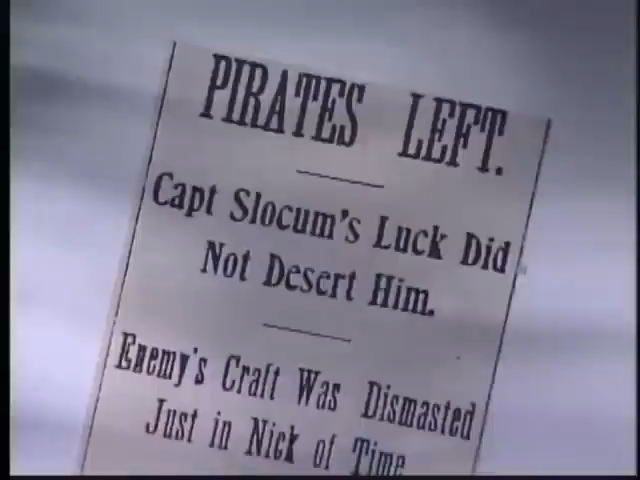 PIRATES LEFT.
Capt Slocum's Luck Did
Not Desert Him.
Enemy's Craft Was Dismasted
Just in Nick of Time